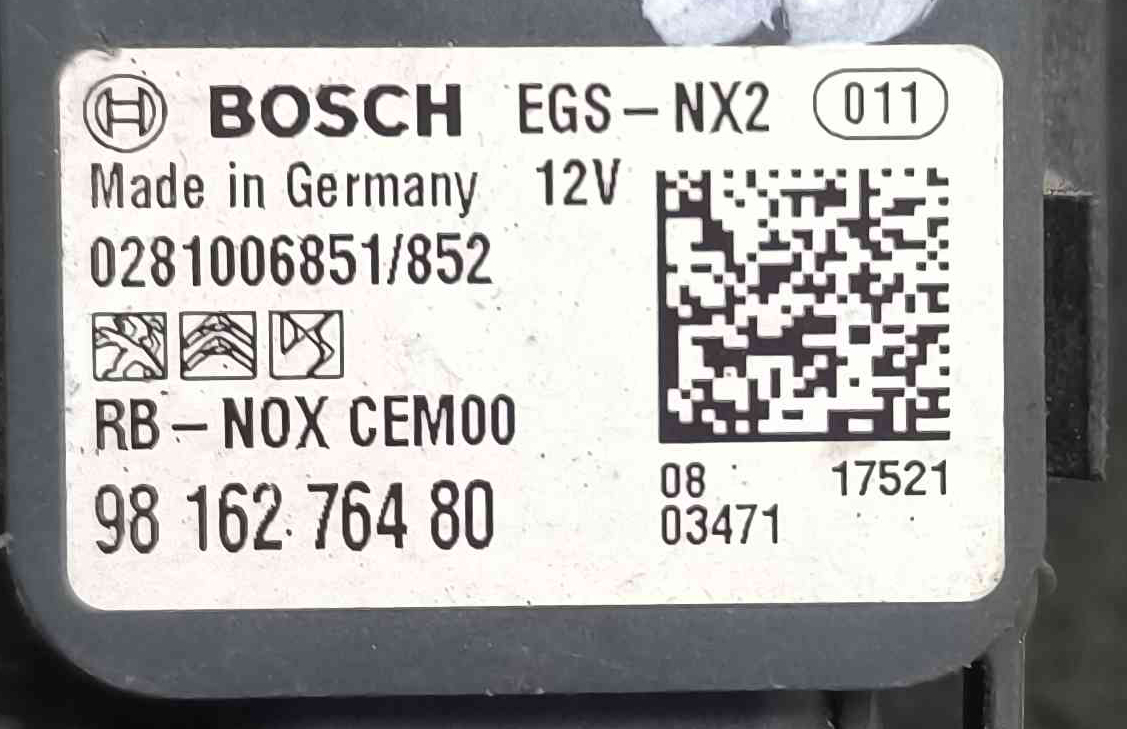 BOSCH EGS-NX2 011
Made in Germany 12V
0281006851/852
RB-NOX CEM00
98 162 764 80
08 17521
03471